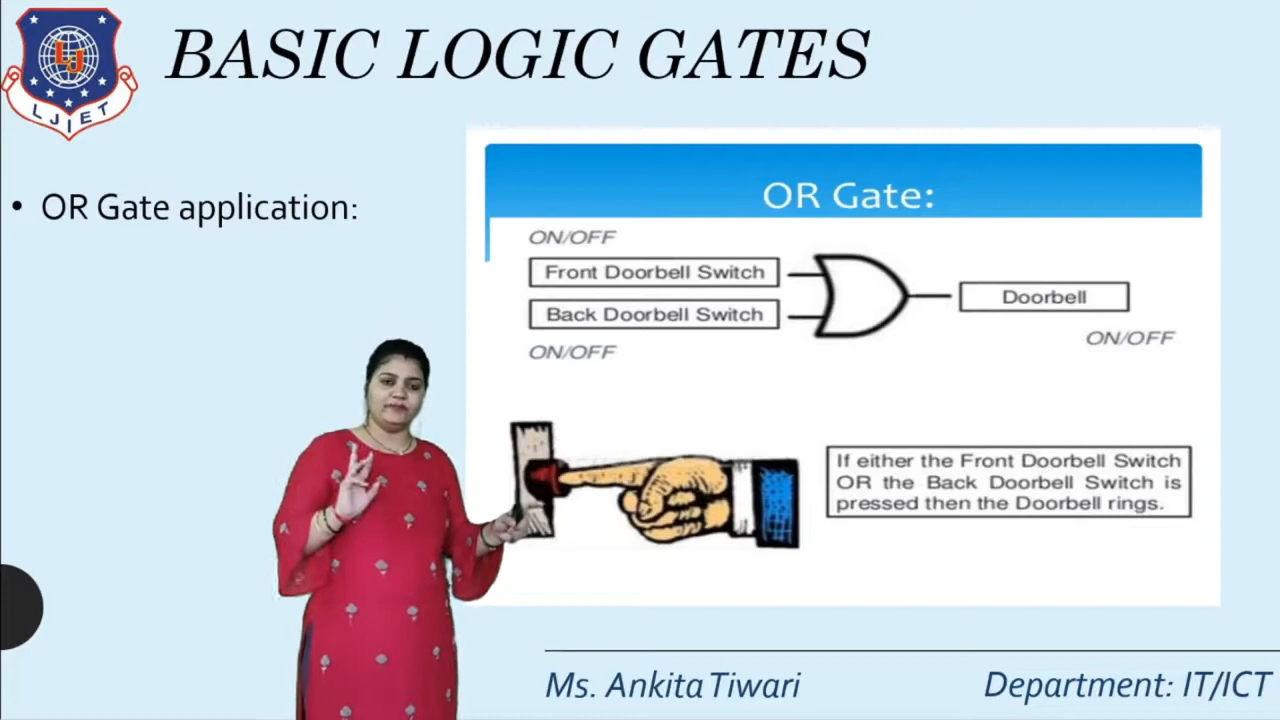 LJ
LJIET
BASIC LOGIC GATES
• OR Gate application:
OR Gate:
ON/OFF
Front Doorbell Switch
Back Doorbell Switch
ON/OFF
Doorbell
ON/OFF
If either the Front Doorbell Switch
OR the Back Doorbell Switch is
pressed then the Doorbell rings.
Ms. Ankita Tiwari
Department: IT/ICT